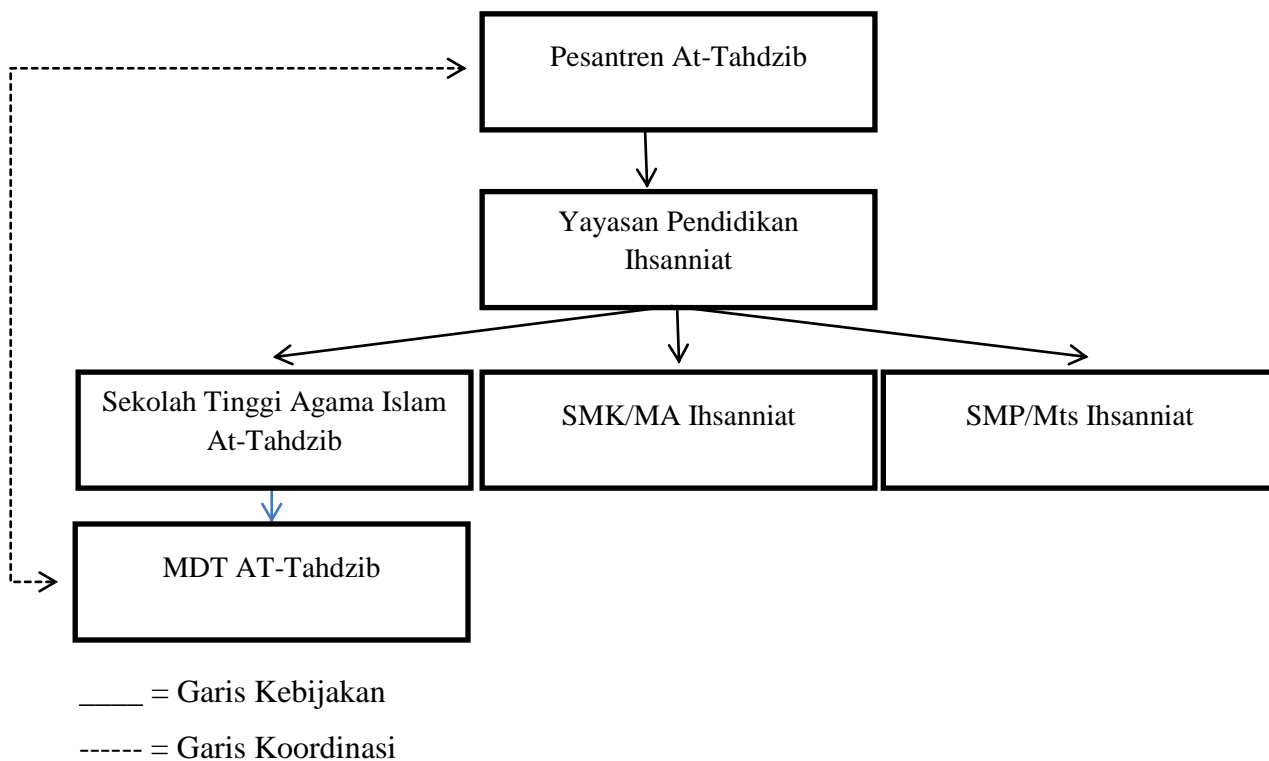 Pesantren At-Tahdzib
Yayasan Pendidikan
Ihsanniat
Sekolah Tinggi Agama Islam
At-Tahdzib
SMK/MA Ihsanniat
SMP/Mts Ihsanniat
MDT AT-Tahdzib
____ = Garis Kebijakan
------ = Garis Koordinasi